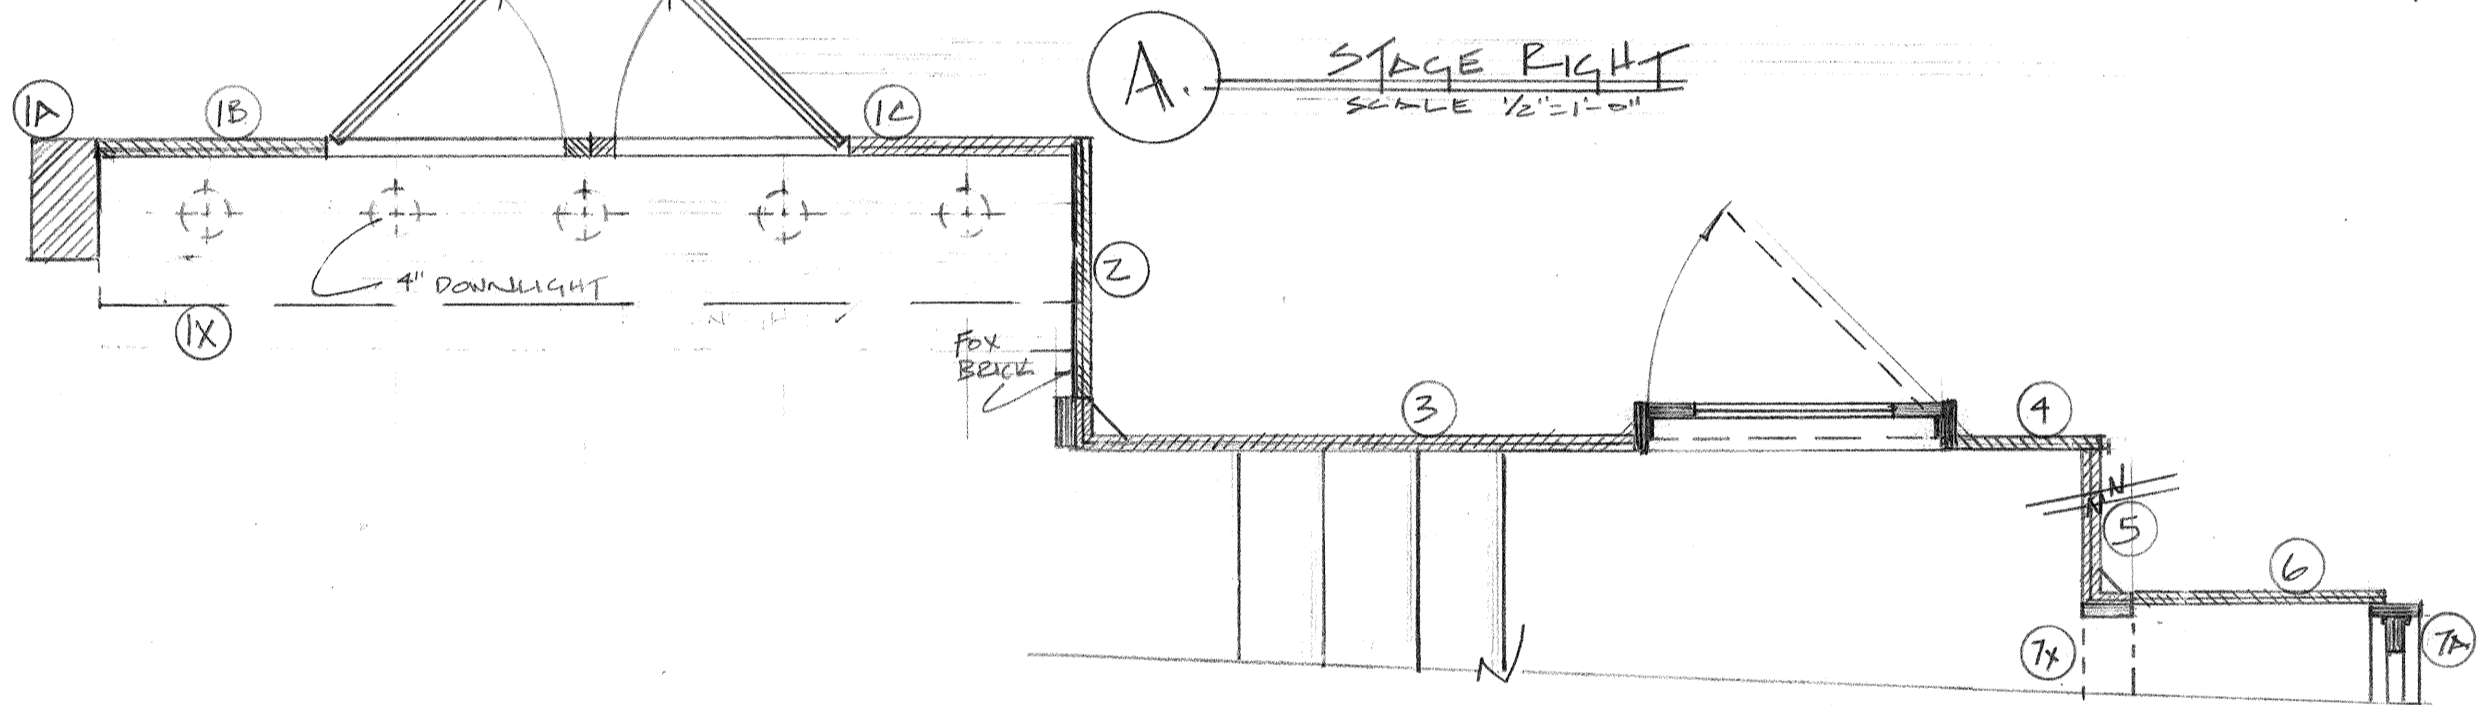 A.
STAGE RIGHT
SCALE 1/2"=1'-0"
1A
1B
1C
4" DOWNLIGHT
2
1X
FOX
BRICK
3
4
5
6
7X
7A